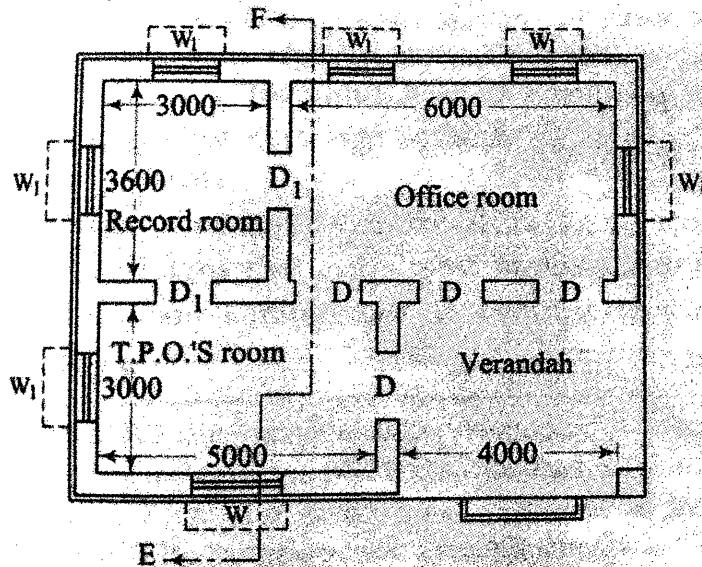 F
W1 W1 W1
3000 6000
W1 3600 D1 Office room W1
Record room
D1 D D D
T.P.O.'S room Verandah
W1 3000 D
5000 4000
W
E